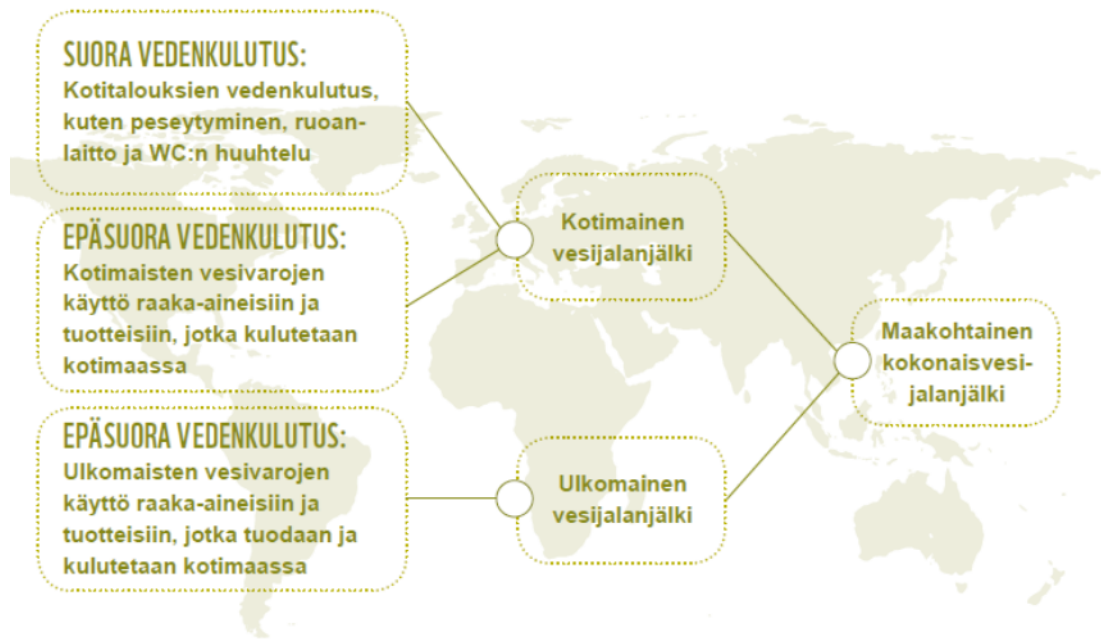 SUORA VEDENKULUTUS:
Kotitalouksien vedenkulutus,
kuten peseytyminen, ruoan-
laitto ja WC:n huuhtelu
EPÄSUORA VEDENKULUTUS:
Kotimaisten vesivarojen
käyttö raaka-aineisiin ja
tuotteisiin, jotka kulutetaan
kotimaassa
EPÄSUORA VEDENKULUTUS:
Ulkomaisten vesivarojen
käyttö raaka-aineisiin ja
tuotteisiin, jotka tuodaan ja
kulutetaan kotimaassa
Kotimainen
vesijalanjälki
Ulkomainen
vesijalanjälki
Maakohtainen
kokonaisvesi-
jalanjälki